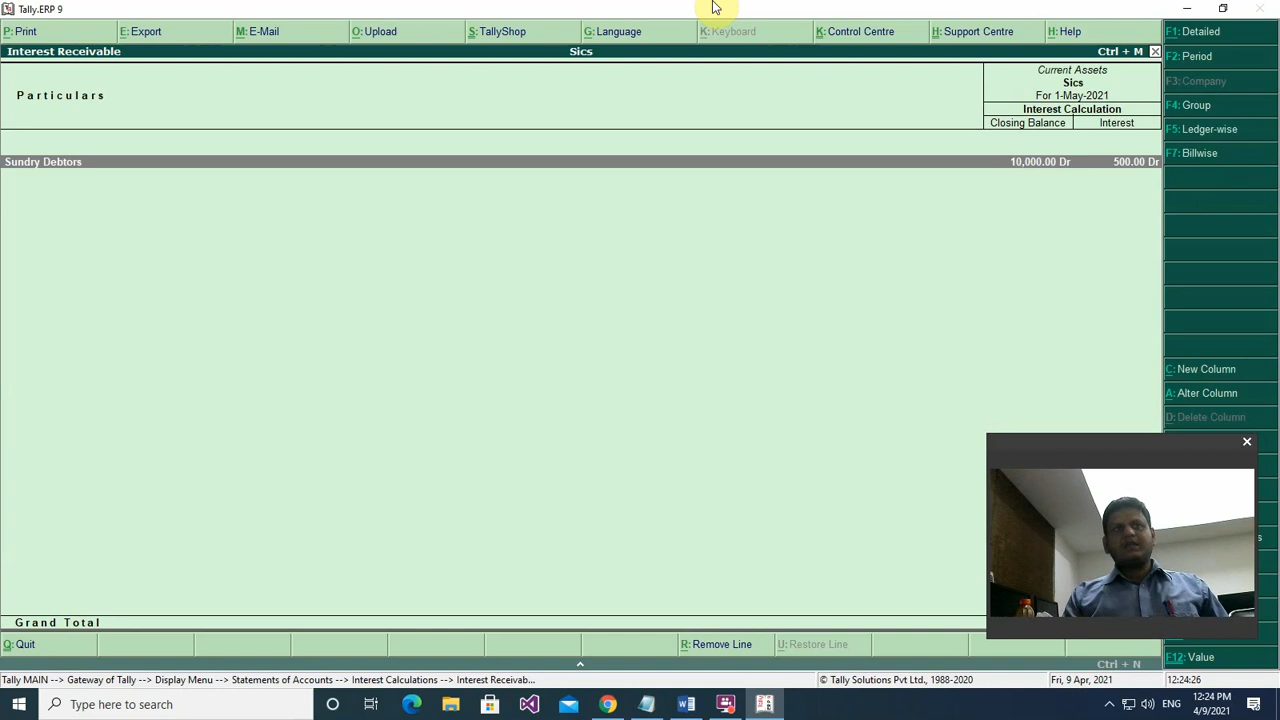 Tally.ERP 9
P: Print
E: Export
M: E-Mail
O: Upload
S: TallyShop
G: Language
K: Keyboard
K: Control Centre
H: Support Centre
H: Help
F1: Detailed
Interest Receivable
Sics
Ctrl + M
F2: Period
Particulars
Current Assets
Sics
For 1-May-2021
Interest Calculation
Closing Balance
Interest
F3: Company
F4: Group
F5: Ledger-wise
F7: Billwise
Sundry Debtors
10,000.00 Dr
500.00 Dr
C: New Column
A: Alter Column
D: Delete Column
s
Grand Total
Q: Quit
R: Remove Line
U: Restore Line
F12: Value
Ctrl + N
Tally MAIN --> Gateway of Tally --> Display Menu --> Statements of Accounts --> Interest Calculations --> Interest Receivab...
© Tally Solutions Pvt Ltd., 1988-2020
Fri, 9 Apr, 2021
12:24:26
Type here to search
ENG
12:24 PM
4/9/2021